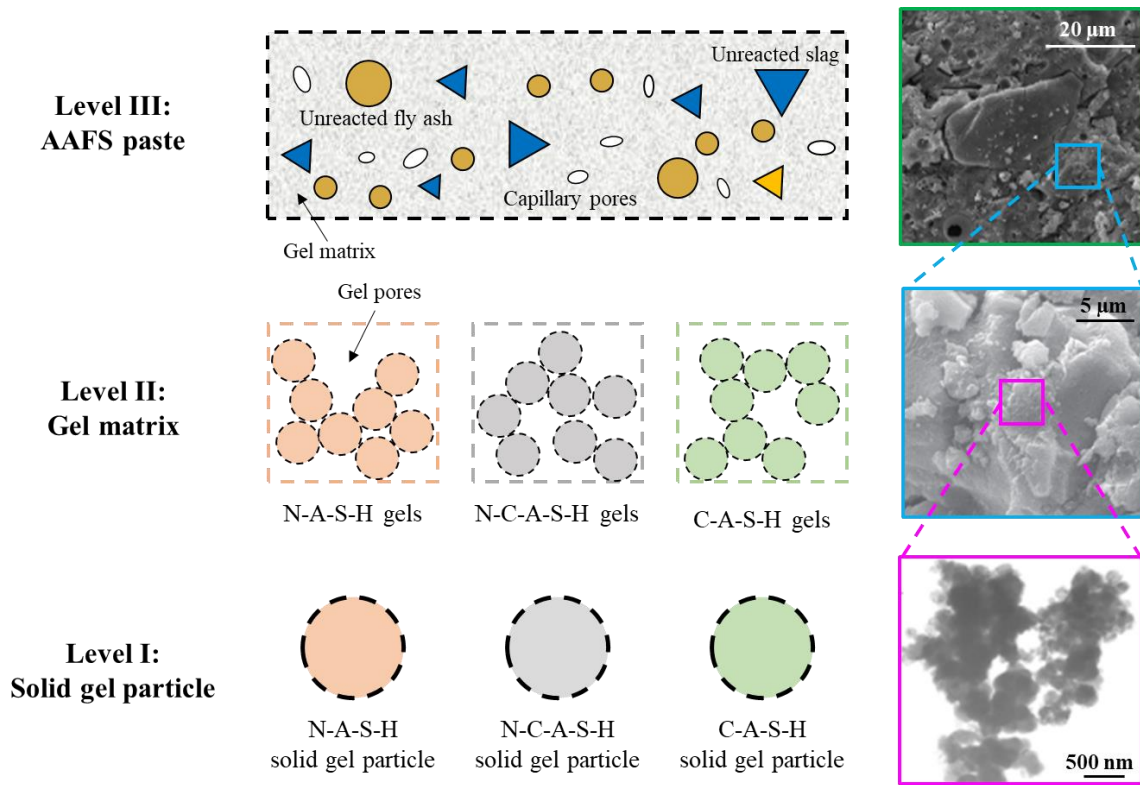 Level III:
AAFS paste
Unreacted slag
Unreacted fly ash
Capillary pores
Gel matrix
20 µm
Level II:
Gel matrix
Gel pores
N-A-S-H gels
N-C-A-S-H gels
C-A-S-H gels
5 µm
Level I:
Solid gel particle
N-A-S-H
solid gel particle
N-C-A-S-H
solid gel particle
C-A-S-H
solid gel particle
500 nm